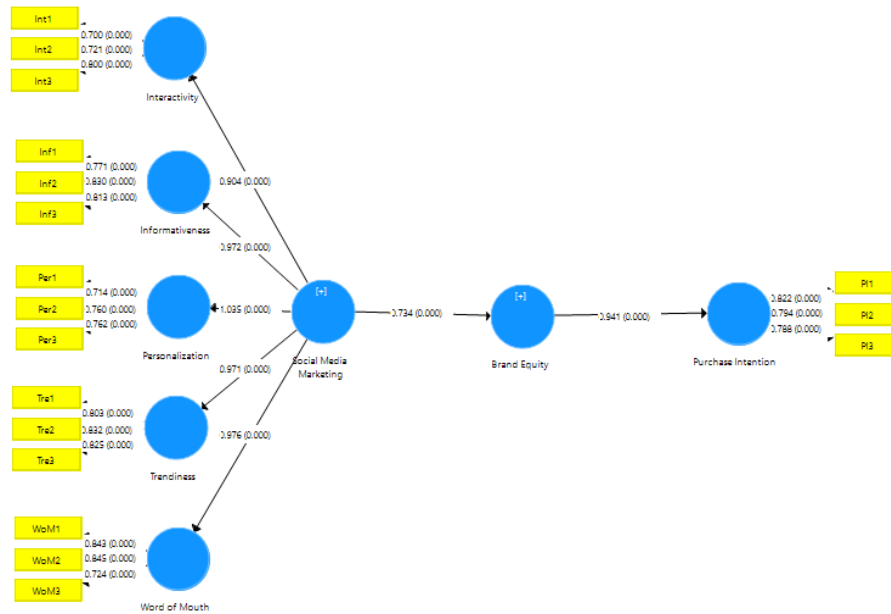 Int1
0.700 (0.000)
Int2
0.721 (0.000)
0.800 (0.000)
Int3
Interactivity
Inf1
0.771 (0.000)
Inf2
0.830 (0.000)
0.813 (0.000)
Inf3
Informativeness
0.904 (0.000)
0.972 (0.000)
Per1
0.714 (0.000)
Per2
0.760 (0.000)
0.762 (0.000)
Per3
Personalization
1.035 (0.000)
[+]
Social Media
Marketing
0.734 (0.000)
[+]
Brand Equity
0.941 (0.000)
Purchase Intention
0.822 (0.000)
0.794 (0.000)
0.788 (0.000)
PI1
PI2
PI3
0.971 (0.000)
Tre1
0.803 (0.000)
Tre2
0.832 (0.000)
0.825 (0.000)
Tre3
Trendiness
0.976 (0.000)
WoM1
0.843 (0.000)
WoM2
0.845 (0.000)
0.724 (0.000)
WoM3
Word of Mouth